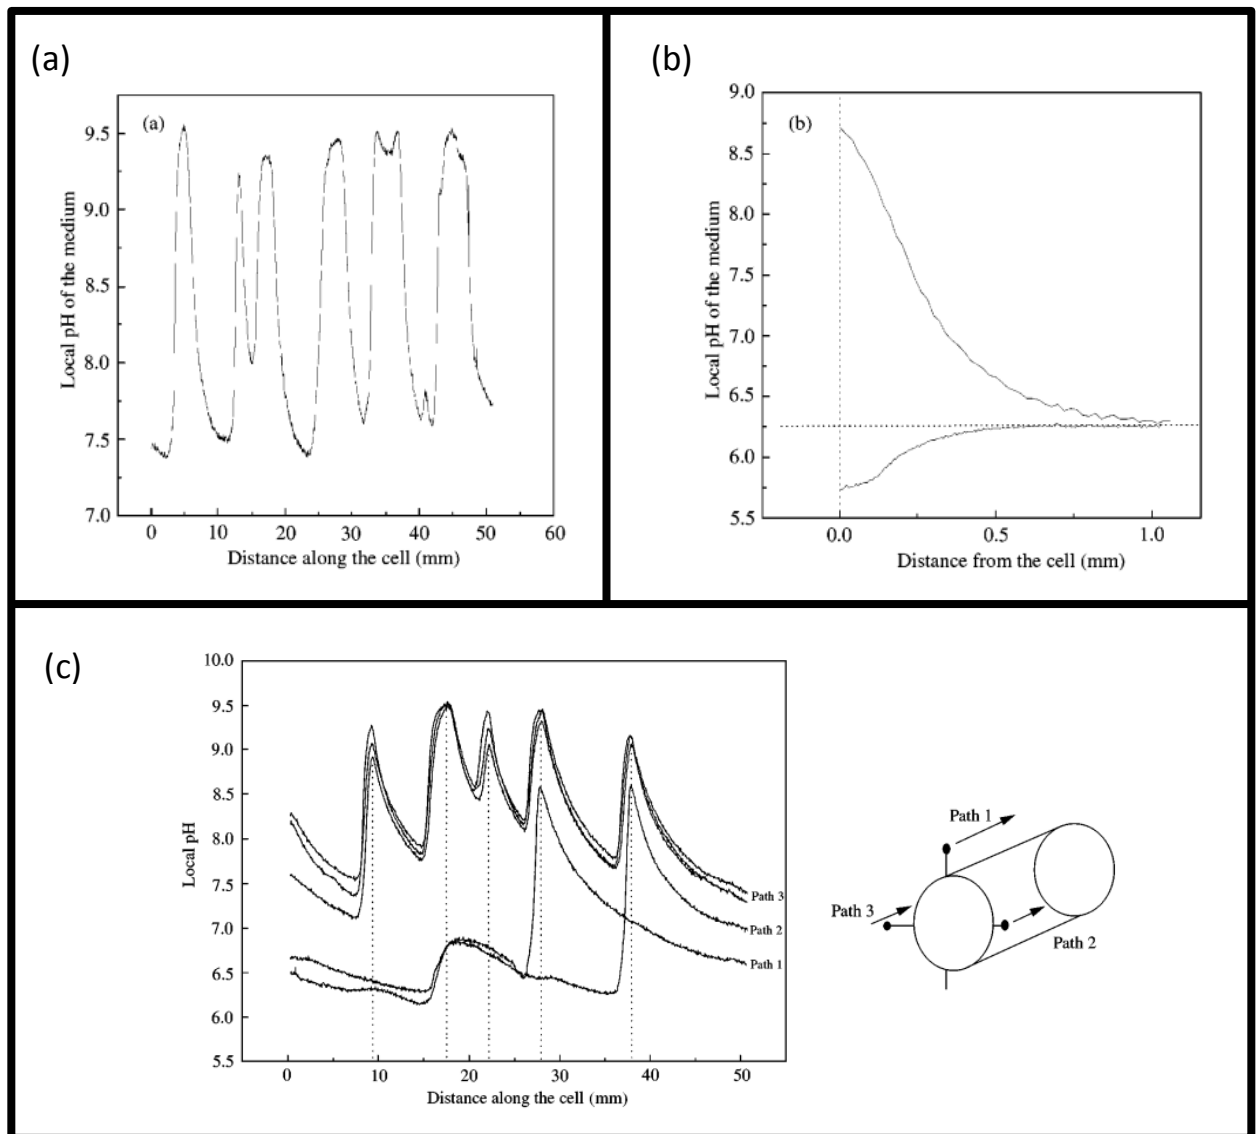 (a)
(a)
Local pH of the medium
9.5
9.0
8.5
8.0
7.5
7.0
0 10 20 30 40 50 60
Distance along the cell (mm)
(b)
(b)
Local pH of the medium
9.0
8.5
8.0
7.5
7.0
6.5
6.0
5.5
0.0 0.5 1.0
Distance from the cell (mm)
(c)
Local pH
10.0
9.5
9.0
8.5
8.0
7.5
7.0
6.5
6.0
5.5
Path 3
Path 2
Path 1
0 10 20 30 40 50
Distance along the cell (mm)
Path 1
Path 3
Path 2